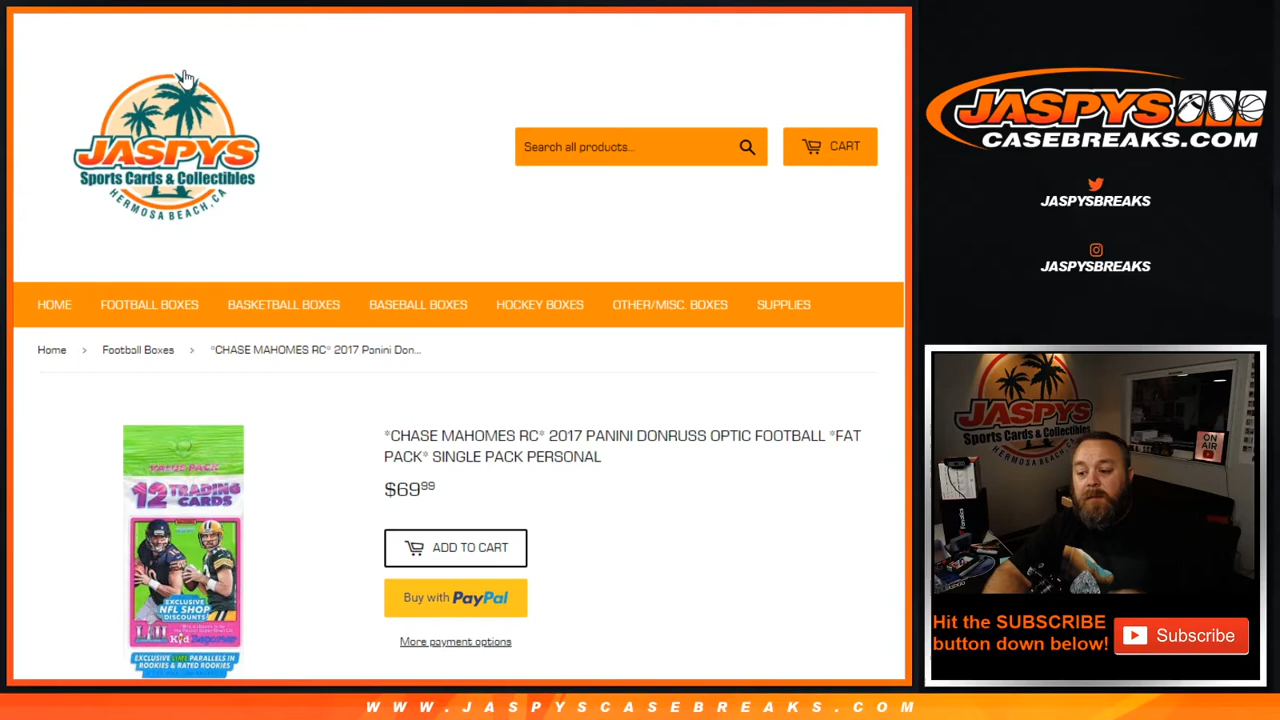 JASPYS
Sports Cards & Collectibles
HERMOSA BEACH, CA
Search all products...
CART
HOME
FOOTBALL BOXES
BASKETBALL BOXES
BASEBALL BOXES
HOCKEY BOXES
OTHER/MISC. BOXES
SUPPLIES
Home › Football Boxes › *CHASE MAHOMES RC* 2017 Panini Don...
VALUE PACK
12 TRADING
CARDS
EXCLUSIVE
NFL SHOP
DISCOUNTS
Kid Reporter
EXCLUSIVE LIME PARALLELS IN
ROOKIES & RATED ROOKIES
*CHASE MAHOMES RC* 2017 PANINI DONRUSS OPTIC FOOTBALL *FAT
PACK* SINGLE PACK PERSONAL
$69.99
ADD TO CART
Buy with PayPal
More payment options
JASPYS
CASEBREAKS.COM
JASPYSBREAKS
JASPYSBREAKS
JASPYS
Sports Cards & Collectibles
HERMOSA BEACH, CA
ON
AIR
Fanatics
Hit the SUBSCRIBE
button down below!
Subscribe
WWW.JASPYSCASEBREAKS.COM